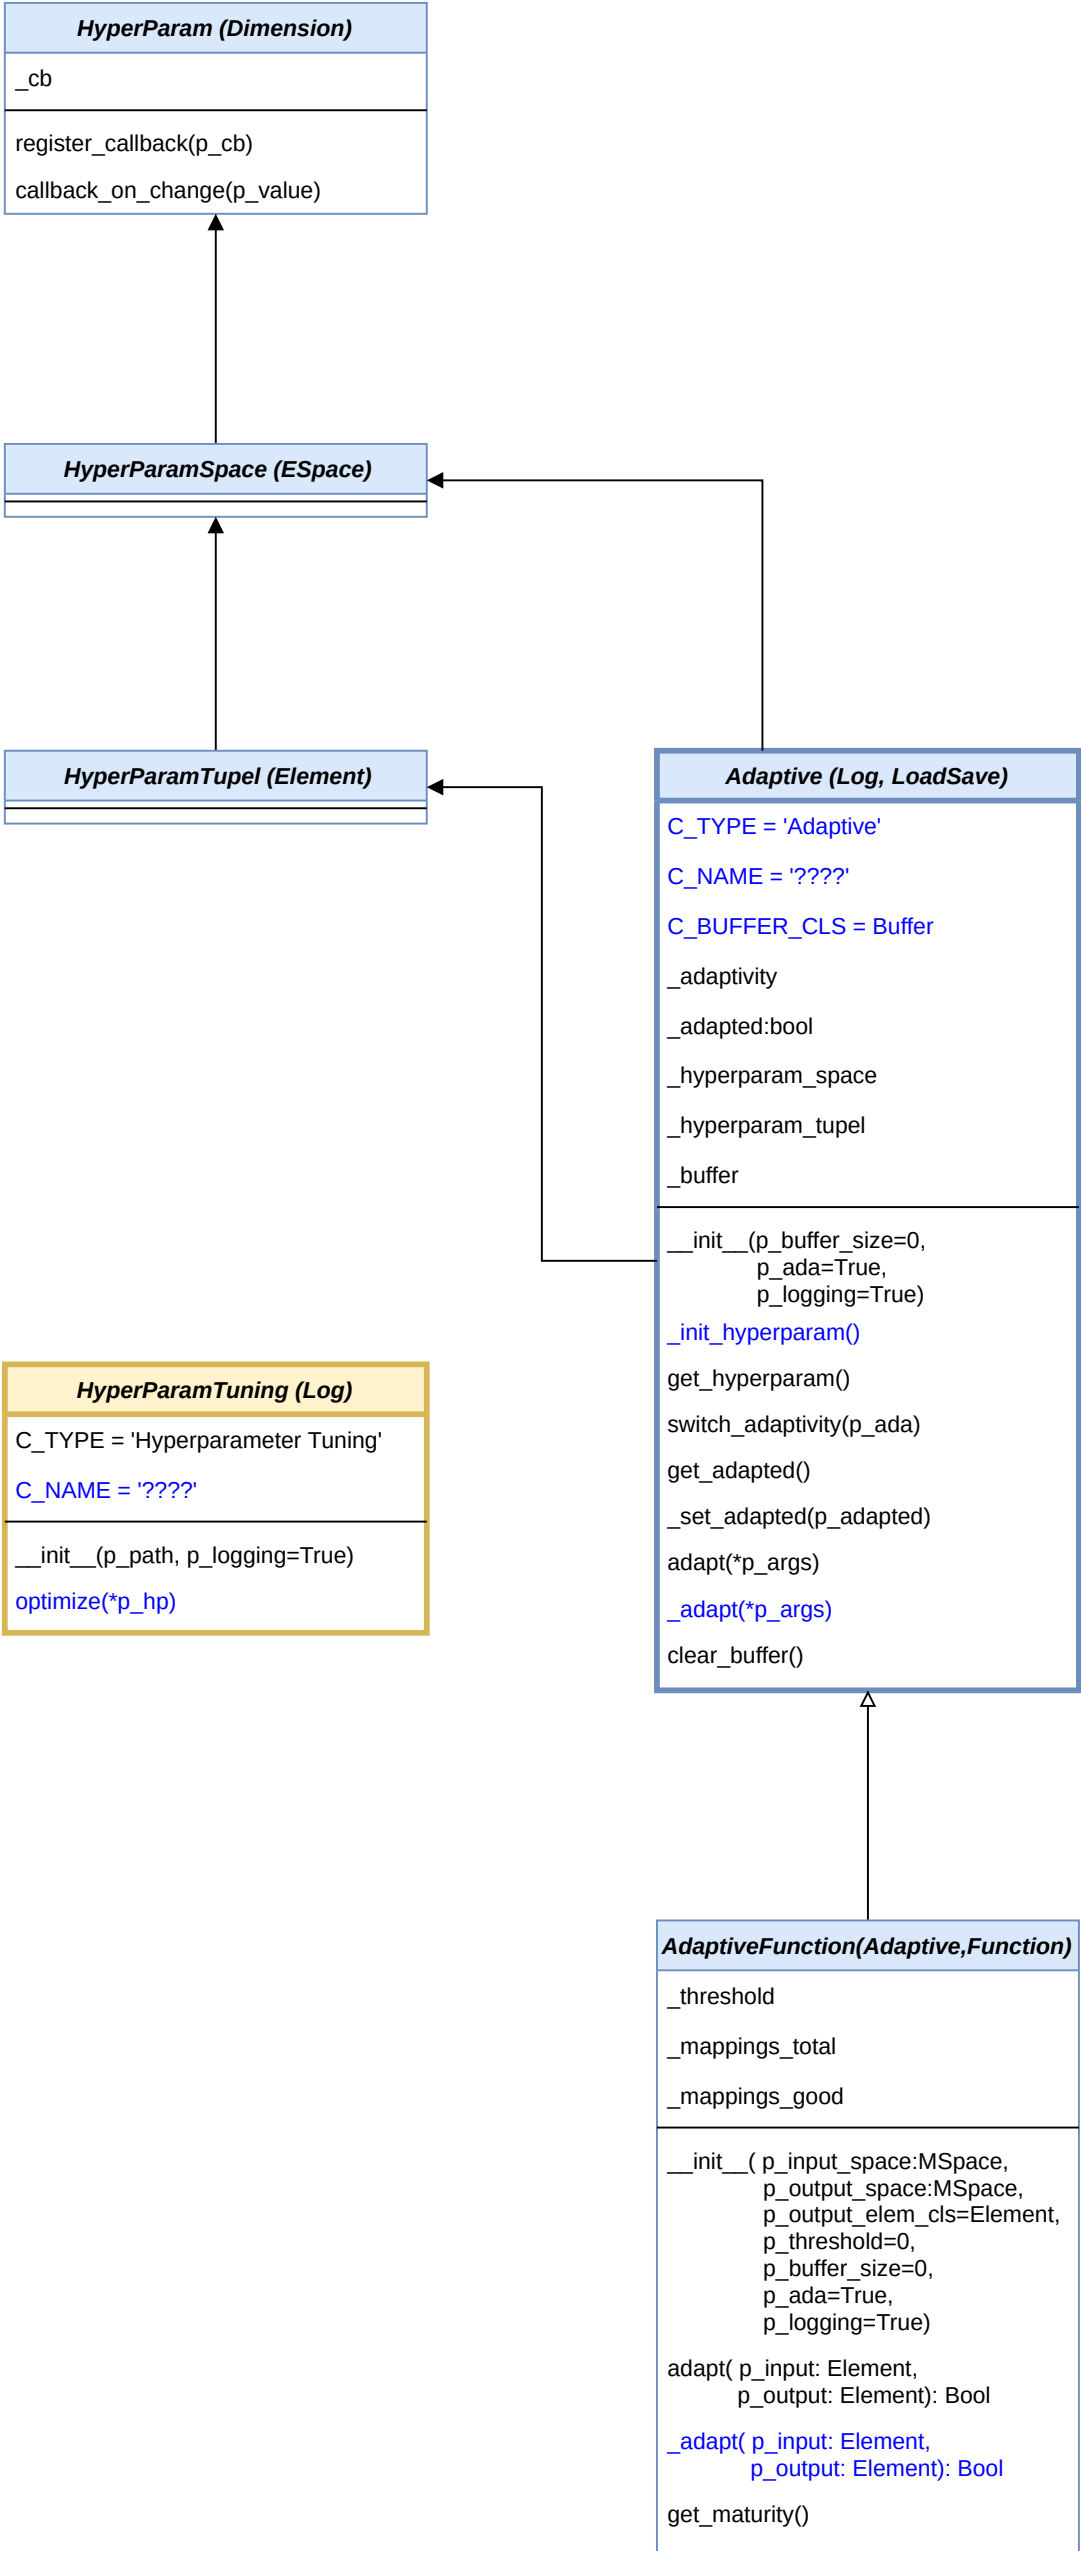 HyperParam (Dimension)
_cb
register_callback(p_cb)
callback_on_change(p_value)
HyperParamSpace (ESpace)
HyperParamTupel (Element)
Adaptive (Log, LoadSave)
C_TYPE = 'Adaptive'
C_NAME = '????'
C_BUFFER_CLS = Buffer
_adaptivity
_adapted:bool
_hyperparam_space
_hyperparam_tupel
_buffer
__init__(p_buffer_size=0,
p_ada=True,
p_logging=True)
_init_hyperparam()
get_hyperparam()
switch_adaptivity(p_ada)
get_adapted()
_set_adapted(p_adapted)
adapt(*p_args)
_adapt(*p_args)
clear_buffer()
HyperParamTuning (Log)
C_TYPE = 'Hyperparameter Tuning'
C_NAME = '????'
__init__(p_path, p_logging=True)
optimize(*p_hp)
AdaptiveFunction(Adaptive,Function)
_threshold
_mappings_total
_mappings_good
__init__( p_input_space:MSpace,
p_output_space:MSpace,
p_output_elem_cls=Element,
p_threshold=0,
p_buffer_size=0,
p_ada=True,
p_logging=True)
adapt( p_input: Element,
p_output: Element): Bool
_adapt( p_input: Element,
p_output: Element): Bool
get_maturity()